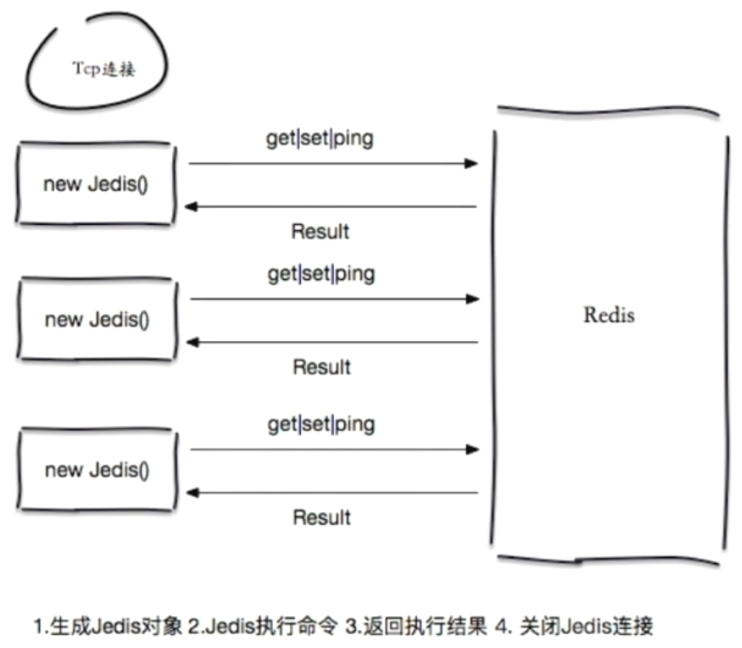 Tcp连接
get|set|ping
new Jedis()
Result
get|set|ping
new Jedis()
Redis
Result
get|set|ping
new Jedis()
Result
1.生成Jedis对象 2.Jedis执行命令 3.返回执行结果 4. 关闭Jedis连接